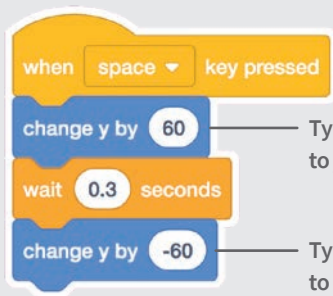 when space key pressed
change y by 60
Ty
to
wait 0.3 seconds
change y by -60
Ty
to